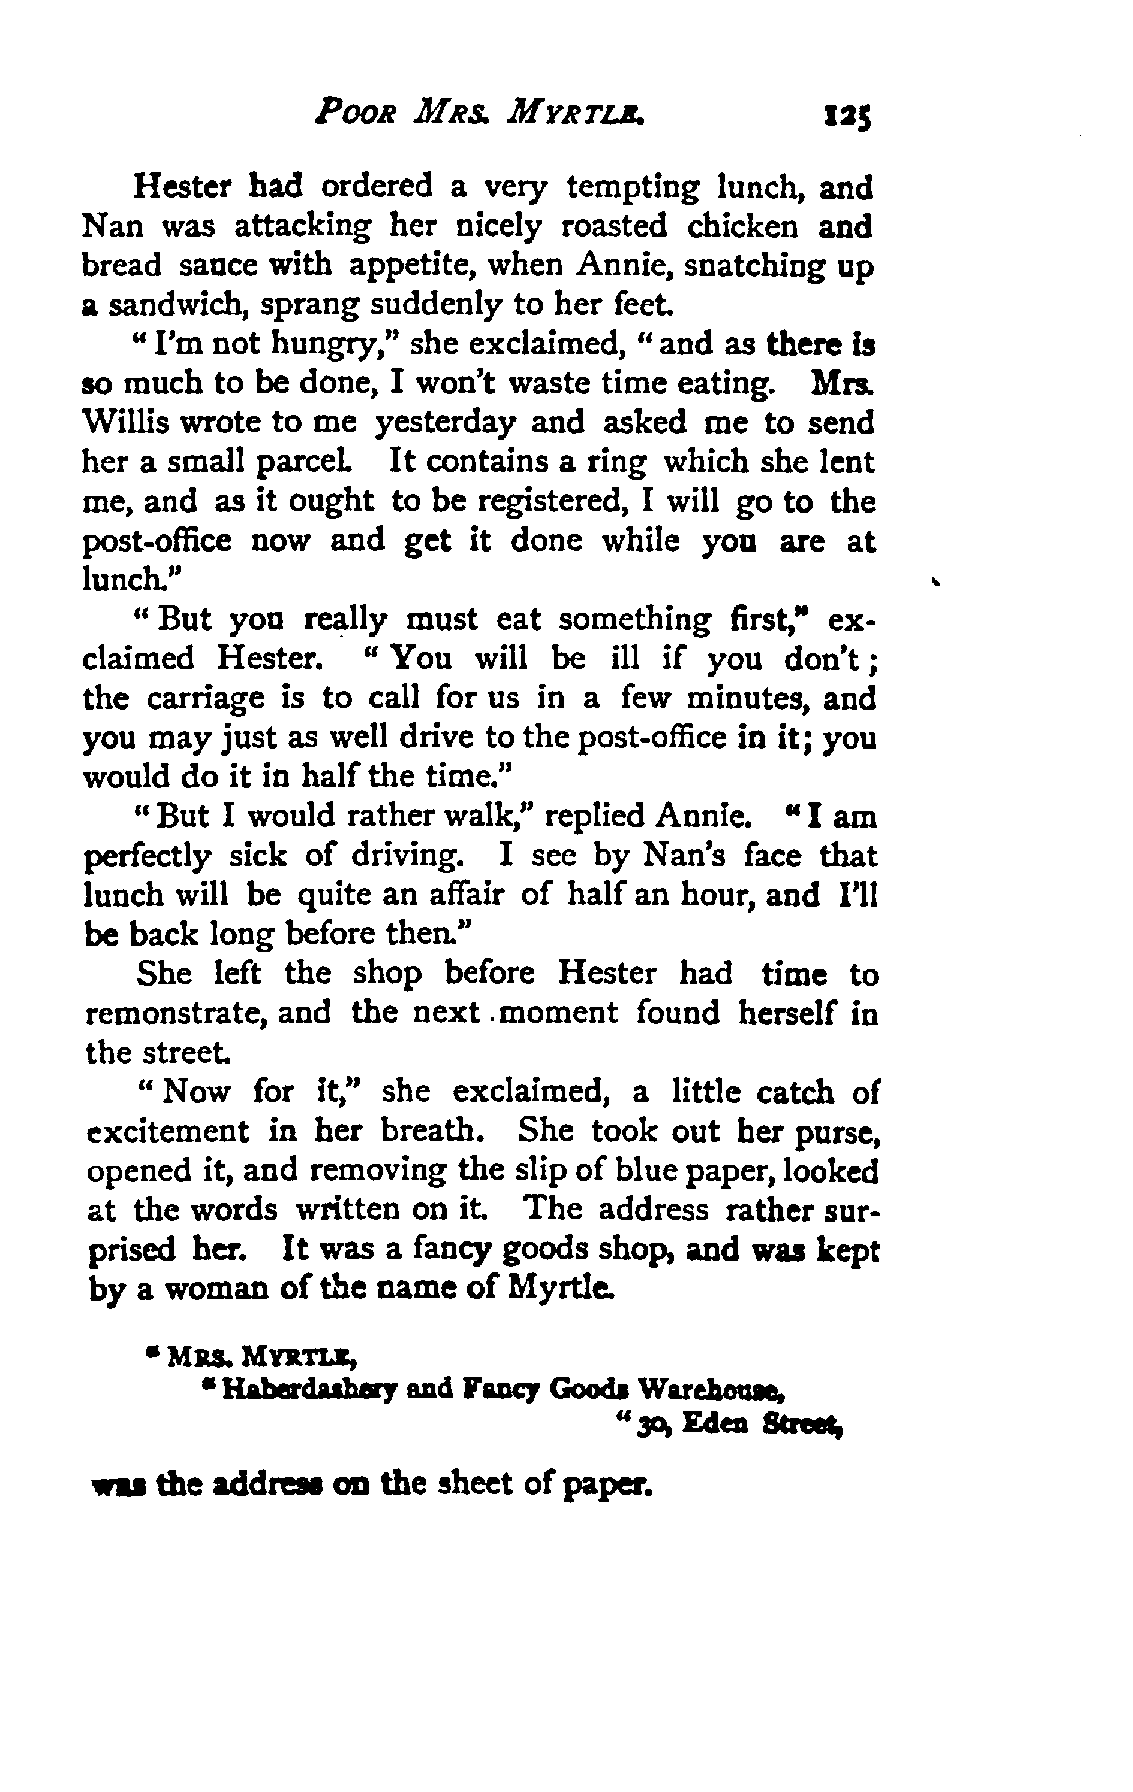 POOR MRS. MYRTLE. 125
Hester had ordered a very tempting lunch, and
Nan was attacking her nicely roasted chicken and
bread sauce with appetite, when Annie, snatching up
a sandwich, sprang suddenly to her feet.
"I'm not hungry," she exclaimed, "and as there is
so much to be done, I won't waste time eating. Mrs.
Willis wrote to me yesterday and asked me to send
her a small parcel. It contains a ring which she lent
me, and as it ought to be registered, I will go to the
post-office now and get it done while you are at
lunch."
"But you really must eat something first," ex-
claimed Hester. "You will be ill if you don't;
the carriage is to call for us in a few minutes, and
you may just as well drive to the post-office in it; you
would do it in half the time."
"But I would rather walk," replied Annie. "I am
perfectly sick of driving. I see by Nan's face that
lunch will be quite an affair of half an hour, and I'll
be back long before then."
She left the shop before Hester had time to
remonstrate, and the next moment found herself in
the street.
"Now for it," she exclaimed, a little catch of
excitement in her breath. She took out her purse,
opened it, and removing the slip of blue paper, looked
at the words written on it. The address rather sur-
prised her. It was a fancy goods shop, and was kept
by a woman of the name of Myrtle.
"MRS. MYRTLE,
"Haberdashery and Fancy Goods Warehouse,
"30, Eden Street,
was the address on the sheet of paper.